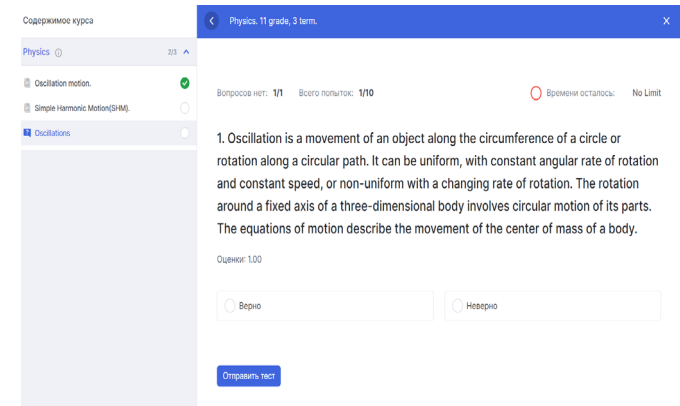 Содержимое курса
Physics. 11 grade, 3 term.
X
Physics
2/3
Oscillation motion.
Simple Harmonic Motion(SHM).
Oscillations
Вопросов нет: 1/1 Всего попыток: 1/10
Времени осталось: No Limit
1. Oscillation is a movement of an object along the circumference of a circle or
rotation along a circular path. It can be uniform, with constant angular rate of rotation
and constant speed, or non-uniform with a changing rate of rotation. The rotation
around a fixed axis of a three-dimensional body involves circular motion of its parts.
The equations of motion describe the movement of the center of mass of a body.
Оценки: 1.00
Верно
Неверно
Отправить тест